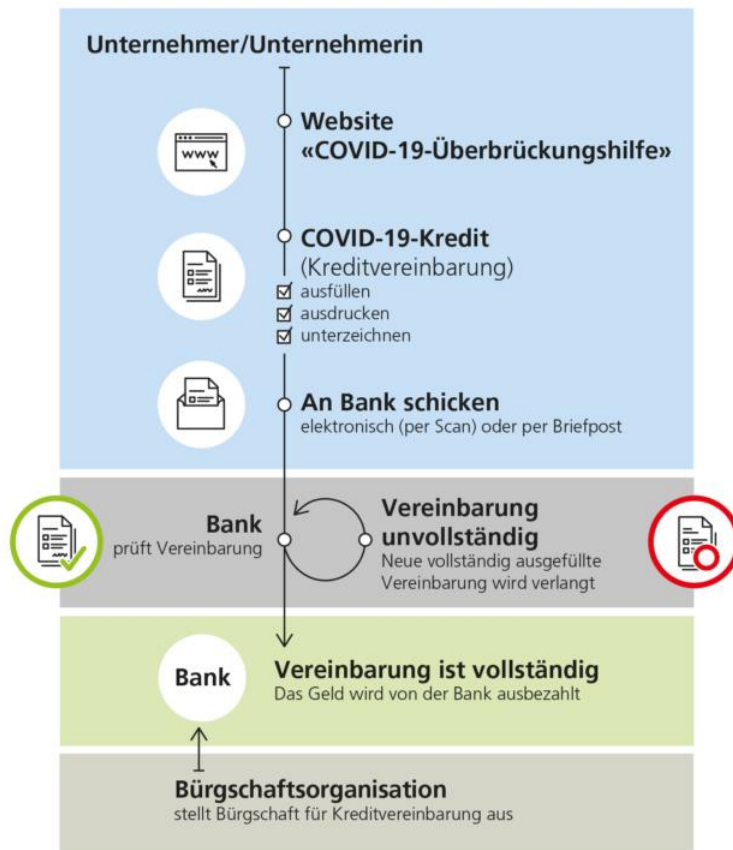 Unternehmer/Unternehmerin
Website
«COVID-19-Überbrückungshilfe»
www
COVID-19-Kredit
(Kreditvereinbarung)
ausfüllen
ausdrucken
unterzeichnen
An Bank schicken
elektronisch (per Scan) oder per Briefpost
Bank
prüft Vereinbarung
Vereinbarung
unvollständig
Neue vollständig ausgefüllte
Vereinbarung wird verlangt
Bank
Vereinbarung ist vollständig
Das Geld wird von der Bank ausbezahlt
Bürgschaftsorganisation
stellt Bürgschaft für Kreditvereinbarung aus